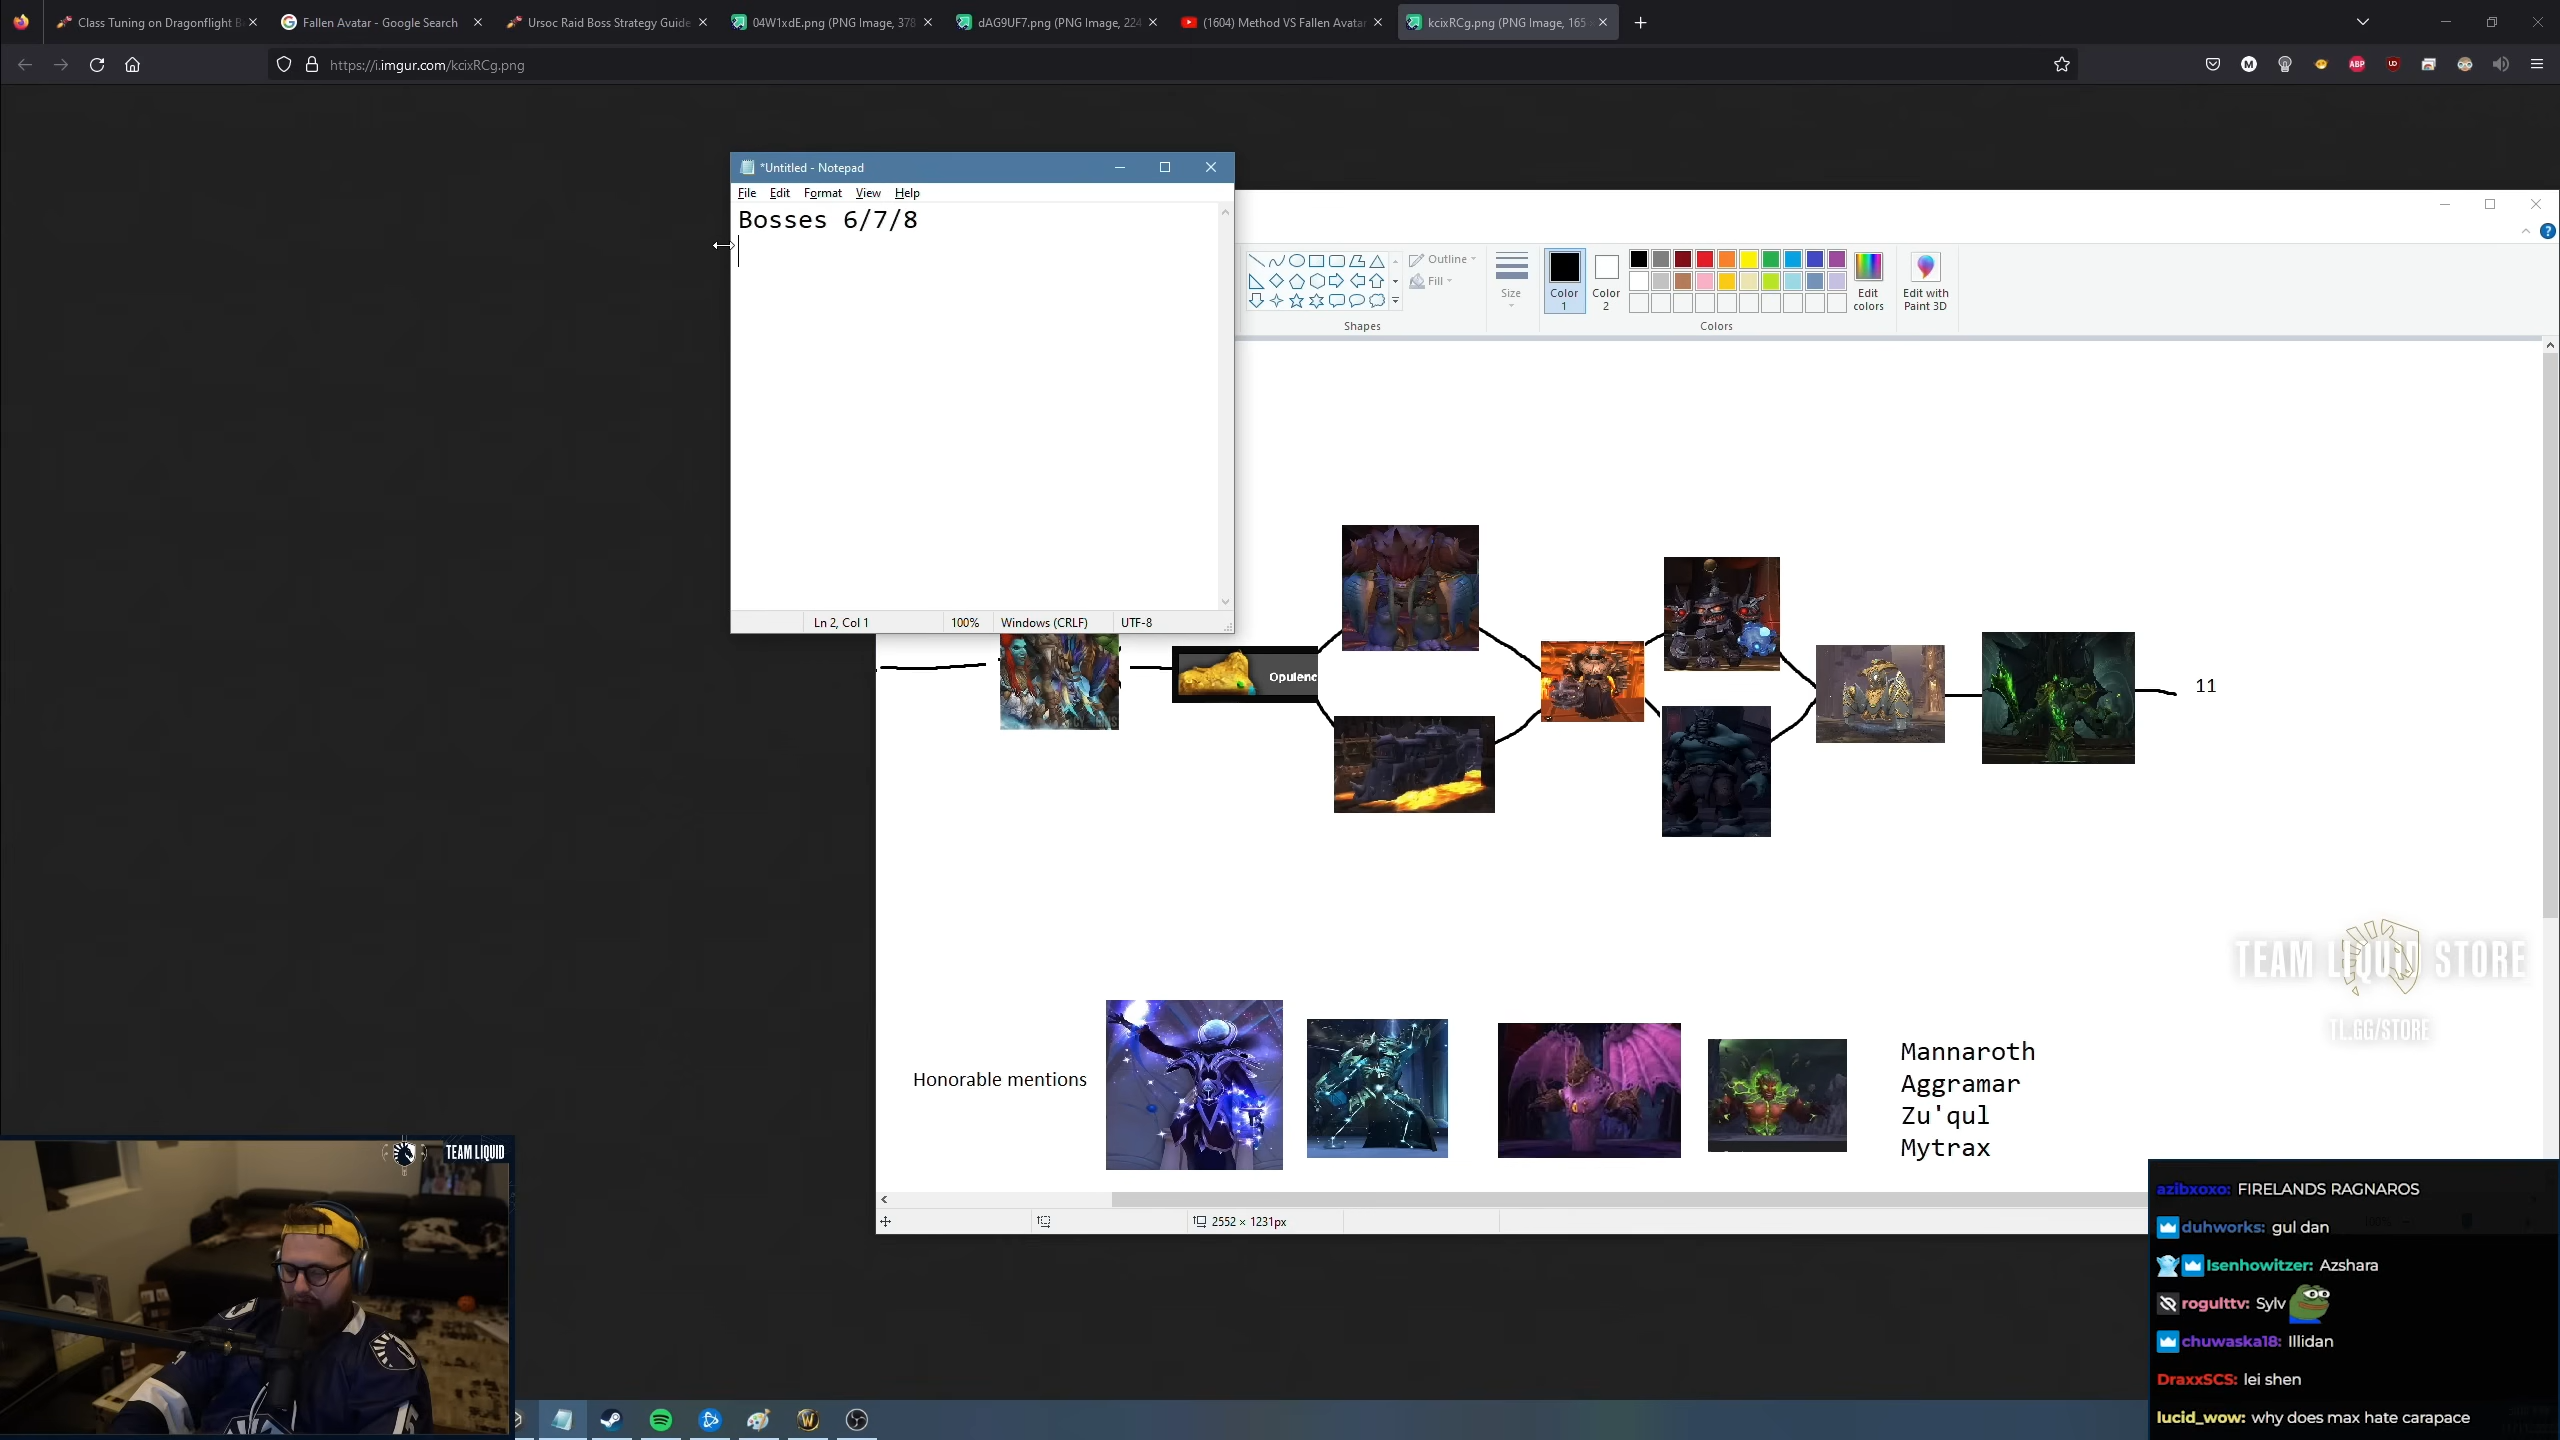 Class Tuning on Dragonflight B
Fallen Avatar - Google Search
Ursoc Raid Boss Strategy Guide
04W1xdE.png (PNG Image, 378
dAG9UF7.png (PNG Image, 224
(1604) Method VS Fallen Avatar
kcixRCg.png (PNG Image, 165
https://i.imgur.com/kcixRCg.png
M
ABP
*Untitled - Notepad
File Edit Format View Help
Bosses 6/7/8
Ln 2, Col 1 100% Windows (CRLF) UTF-8
Outline
Fill
Shapes
Size
Color 1
Color 2
Edit colors
Edit with Paint 3D
Colors
Opulenc
11
Honorable mentions
Mannaroth
Aggramar
Zu'qul
Mytrax
2552 × 1231px
TEAM LIQUID STORE
TL.GG/STORE
TEAM LIQUID
azibxoxo: FIRELANDS RAGNAROS
duhworks: gul dan
Isenhowitzer: Azshara
rogulttv: Sylv
chuwaska18: Illidan
DraxxSCS: lei shen
lucid_wow: why does max hate carapace